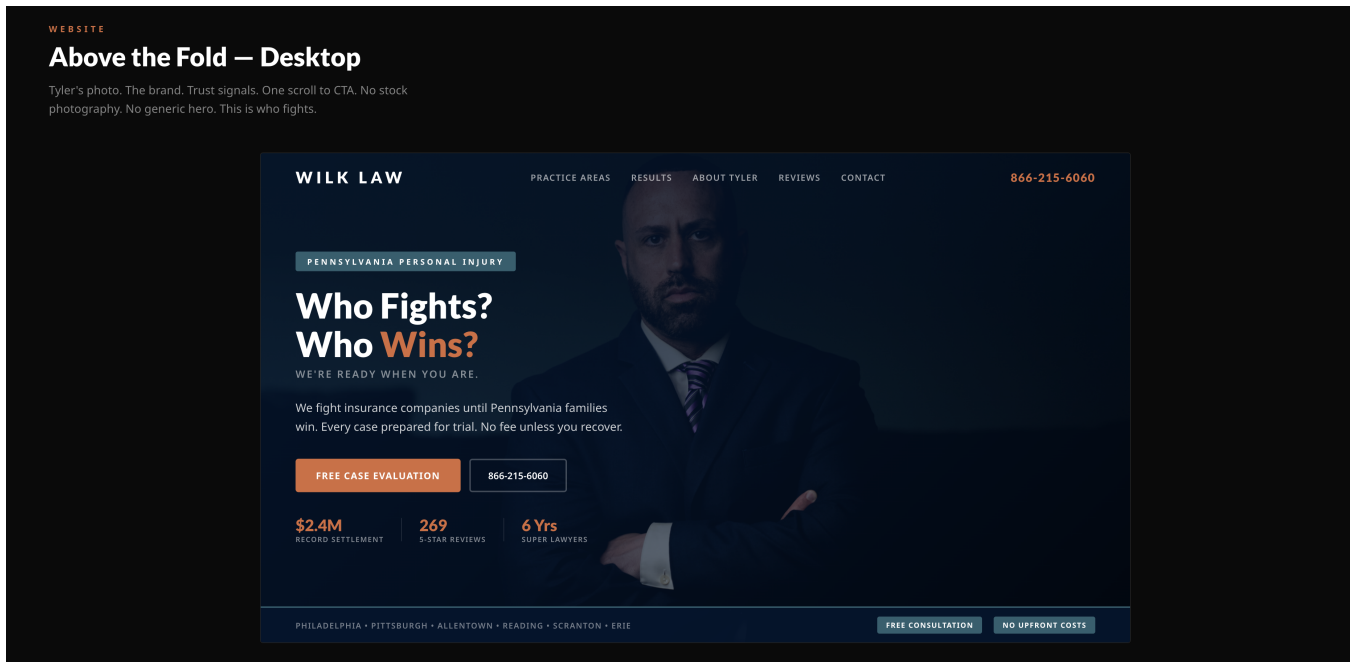 WEBSITE
Above the Fold — Desktop
Tyler's photo. The brand. Trust signals. One scroll to CTA. No stock
photography. No generic hero. This is who fights.
WILK LAW
PRACTICE AREAS
RESULTS
ABOUT TYLER
REVIEWS
CONTACT
866-215-6060
PENNSYLVANIA PERSONAL INJURY
Who Fights?
Who Wins?
WE'RE READY WHEN YOU ARE.
We fight insurance companies until Pennsylvania families
win. Every case prepared for trial. No fee unless you recover.
FREE CASE EVALUATION
866-215-6060
$2.4M
RECORD SETTLEMENT
269
5-STAR REVIEWS
6 Yrs
SUPER LAWYERS
PHILADELPHIA • PITTSBURGH • ALLENTOWN • READING • SCRANTON • ERIE
FREE CONSULTATION
NO UPFRONT COSTS